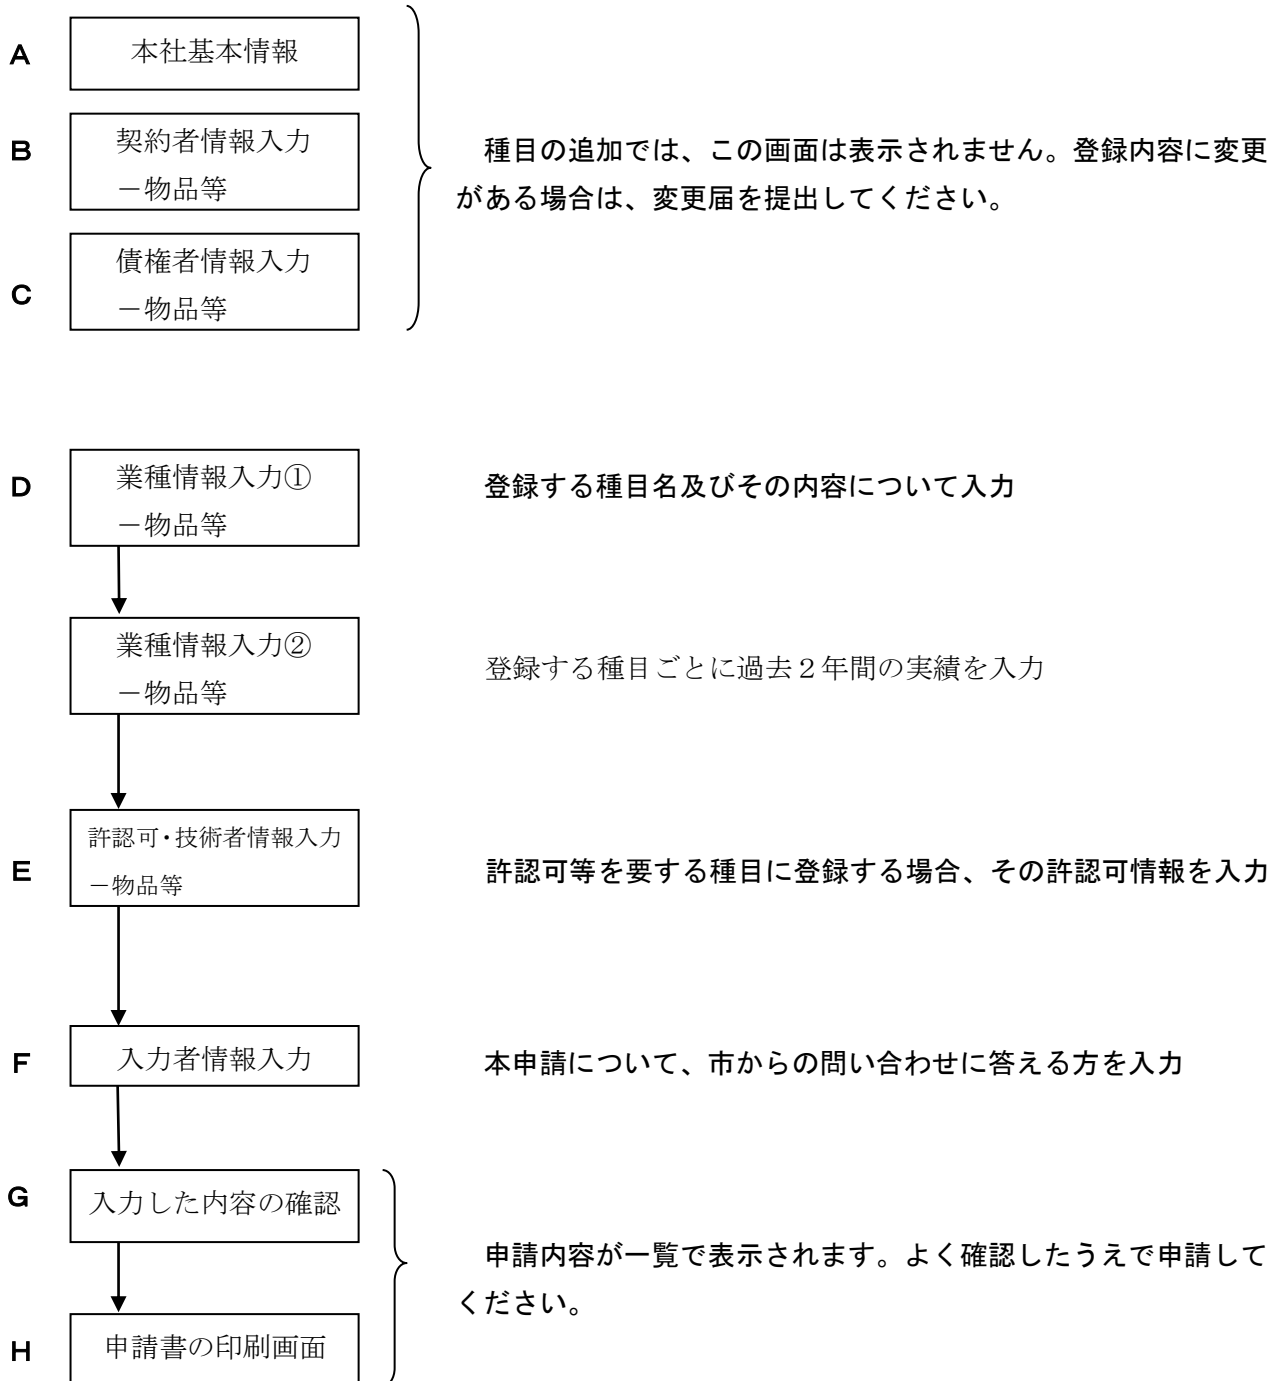 A
本社基本情報
B
契約者情報入力
－物品等
種目の追加では、この画面は表示されません。登録内容に変更
がある場合は、変更届を提出してください。
C
債権者情報入力
－物品等
D
業種情報入力①
－物品等
登録する種目名及びその内容について入力
業種情報入力②
－物品等
登録する種目ごとに過去２年間の実績を入力
E
許認可・技術者情報入力
－物品等
許認可等を要する種目に登録する場合、その許認可情報を入力
F
入力者情報入力
本申請について、市からの問い合わせに答える方を入力
G
入力した内容の確認
申請内容が一覧で表示されます。よく確認したうえで申請して
ください。
H
申請書の印刷画面